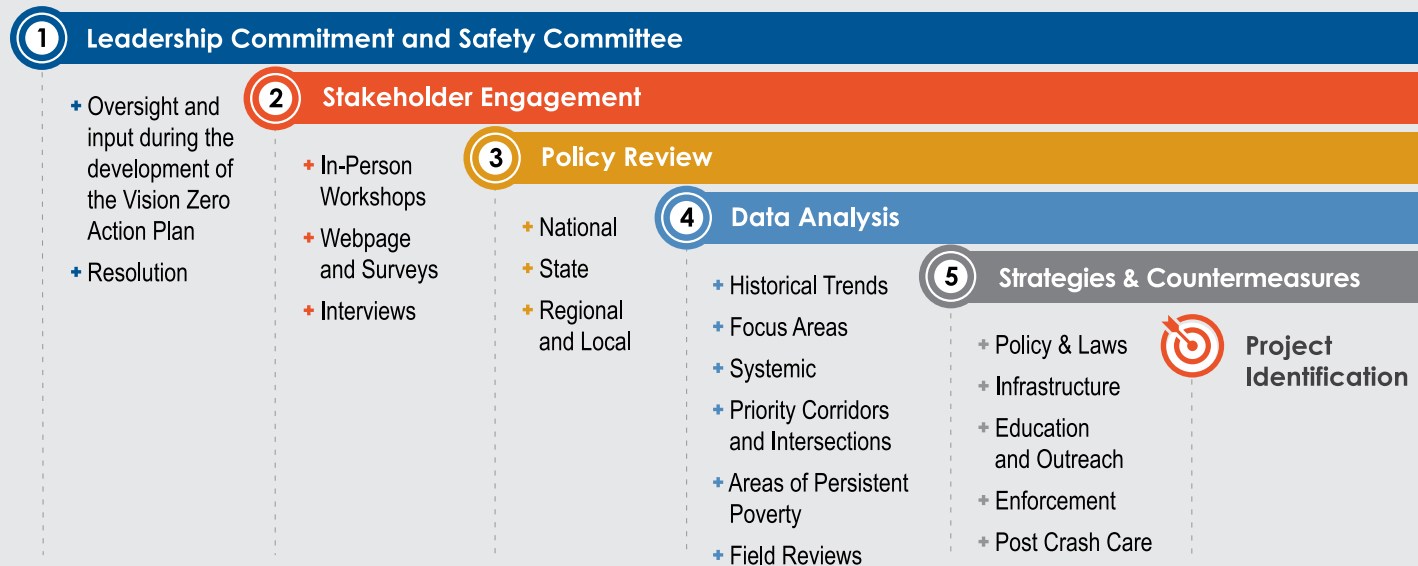 1
Leadership Commitment and Safety Committee
+ Oversight and
input during the
development of
the Vision Zero
Action Plan
+ Resolution
2
Stakeholder Engagement
+ In-Person
Workshops
+ Webpage
and Surveys
+ Interviews
3
Policy Review
+ National
+ State
+ Regional
and Local
4
Data Analysis
+ Historical Trends
+ Focus Areas
+ Systemic
+ Priority Corridors
and Intersections
+ Areas of Persistent
Poverty
+ Field Reviews
5
Strategies & Countermeasures
+ Policy & Laws
+ Infrastructure
+ Education
and Outreach
+ Enforcement
+ Post Crash Care
Project
Identification